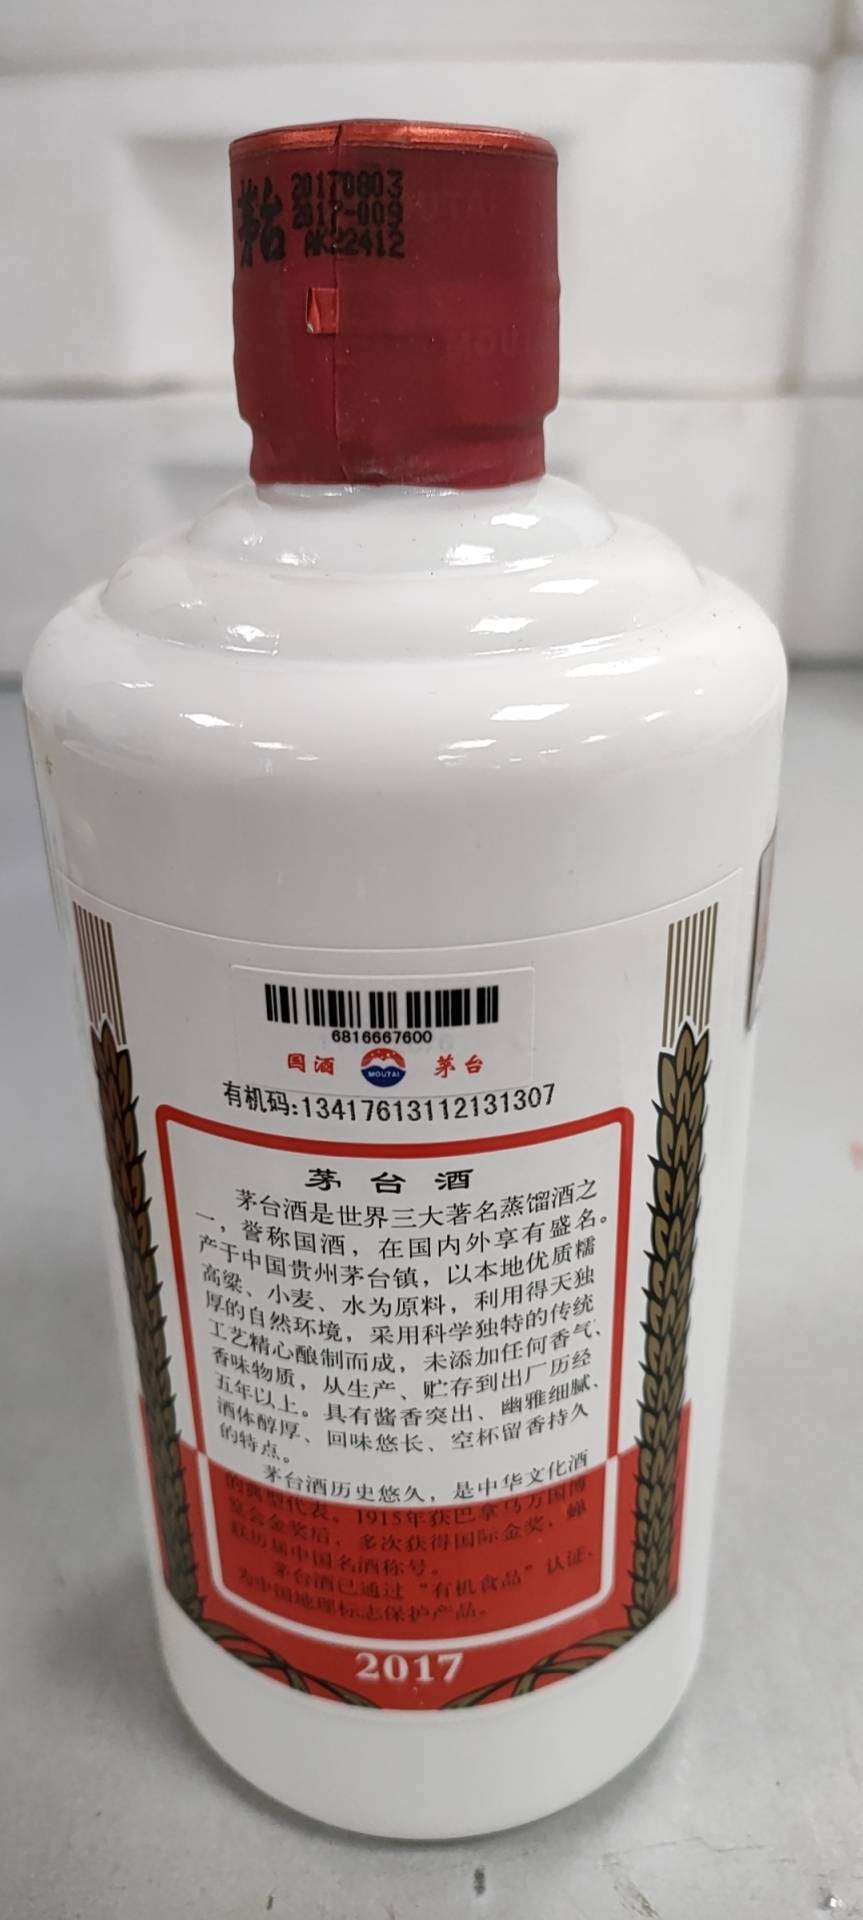 茅台
20170803
2017-009
AK22412
MOUTAI
6816667600
国酒
MOUTAI
茅台
有机码:13417613112131307
茅台酒
茅台酒是世界三大著名蒸馏酒之
一，誉称国酒，在国内外享有盛名。
产于中国贵州茅台镇，以本地优质糯
高粱、小麦、水为原料，利用得天独
厚的自然环境，采用科学独特的传统
工艺精心酿制而成，未添加任何香气、
香味物质，从生产、贮存到出厂历经
五年以上。具有酱香突出、幽雅细腻、
酒体醇厚、回味悠长、空杯留香持久
的特点。
茅台酒历史悠久，是中华文化酒
的典型代表。1915年获巴拿马万国博
览会金奖后，多次获得国际金奖，蝉
联历届中国名酒称号。
茅台酒已通过“有机食品”认证、
为中国地理标志保护产品。
2017